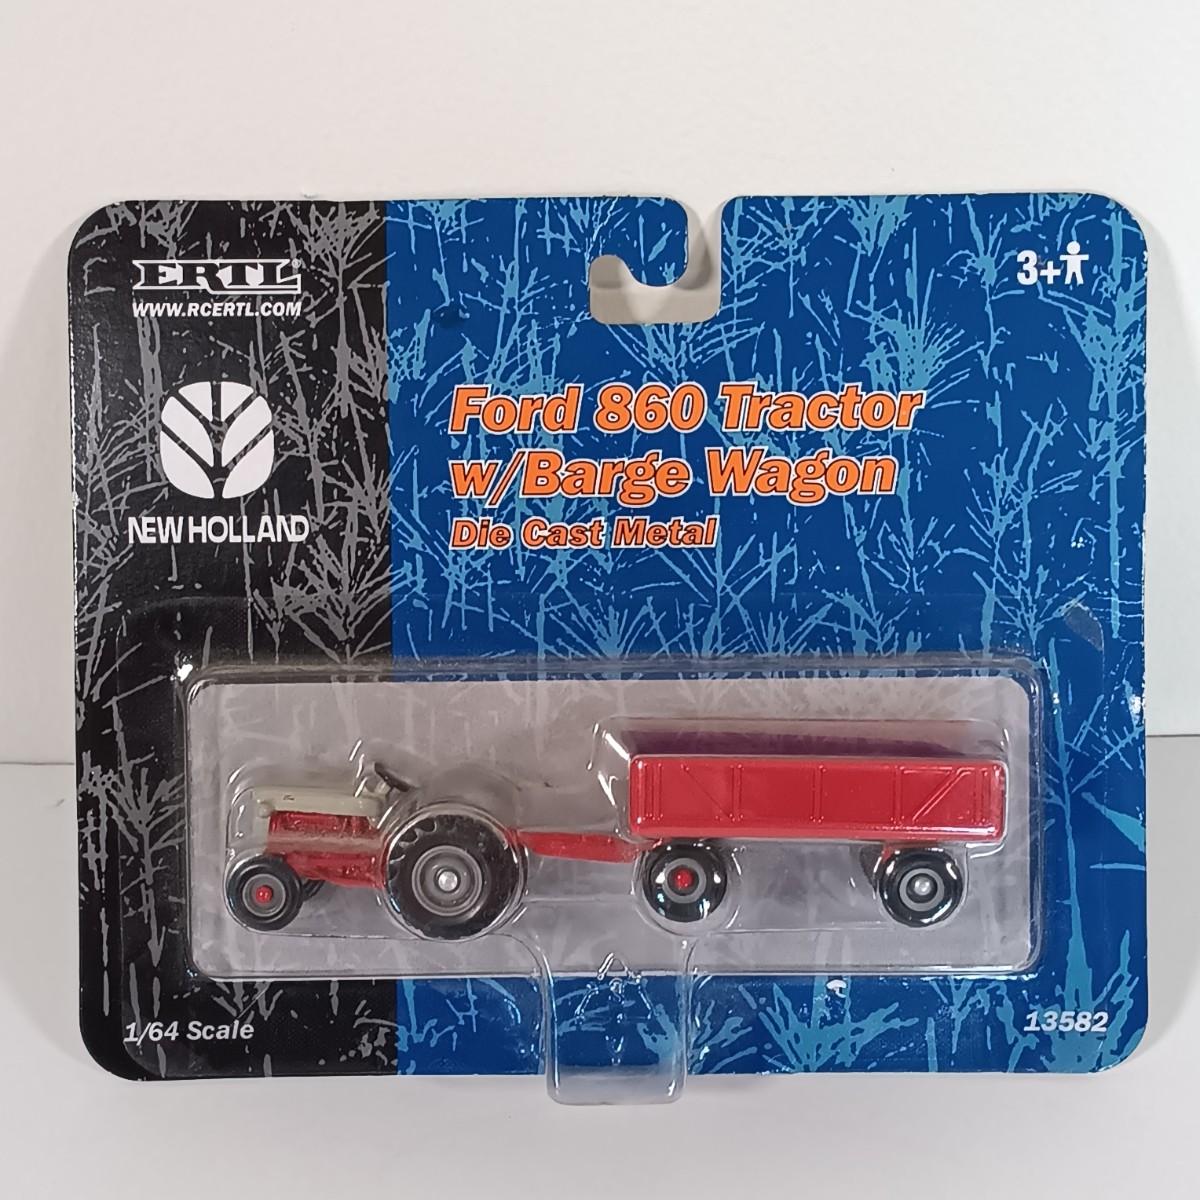 ERTL®
WWW.RCERTL.COM
3+
NEW HOLLAND
Ford 860 Tractor
w/Barge Wagon
Die Cast Metal
1/64 Scale
13582